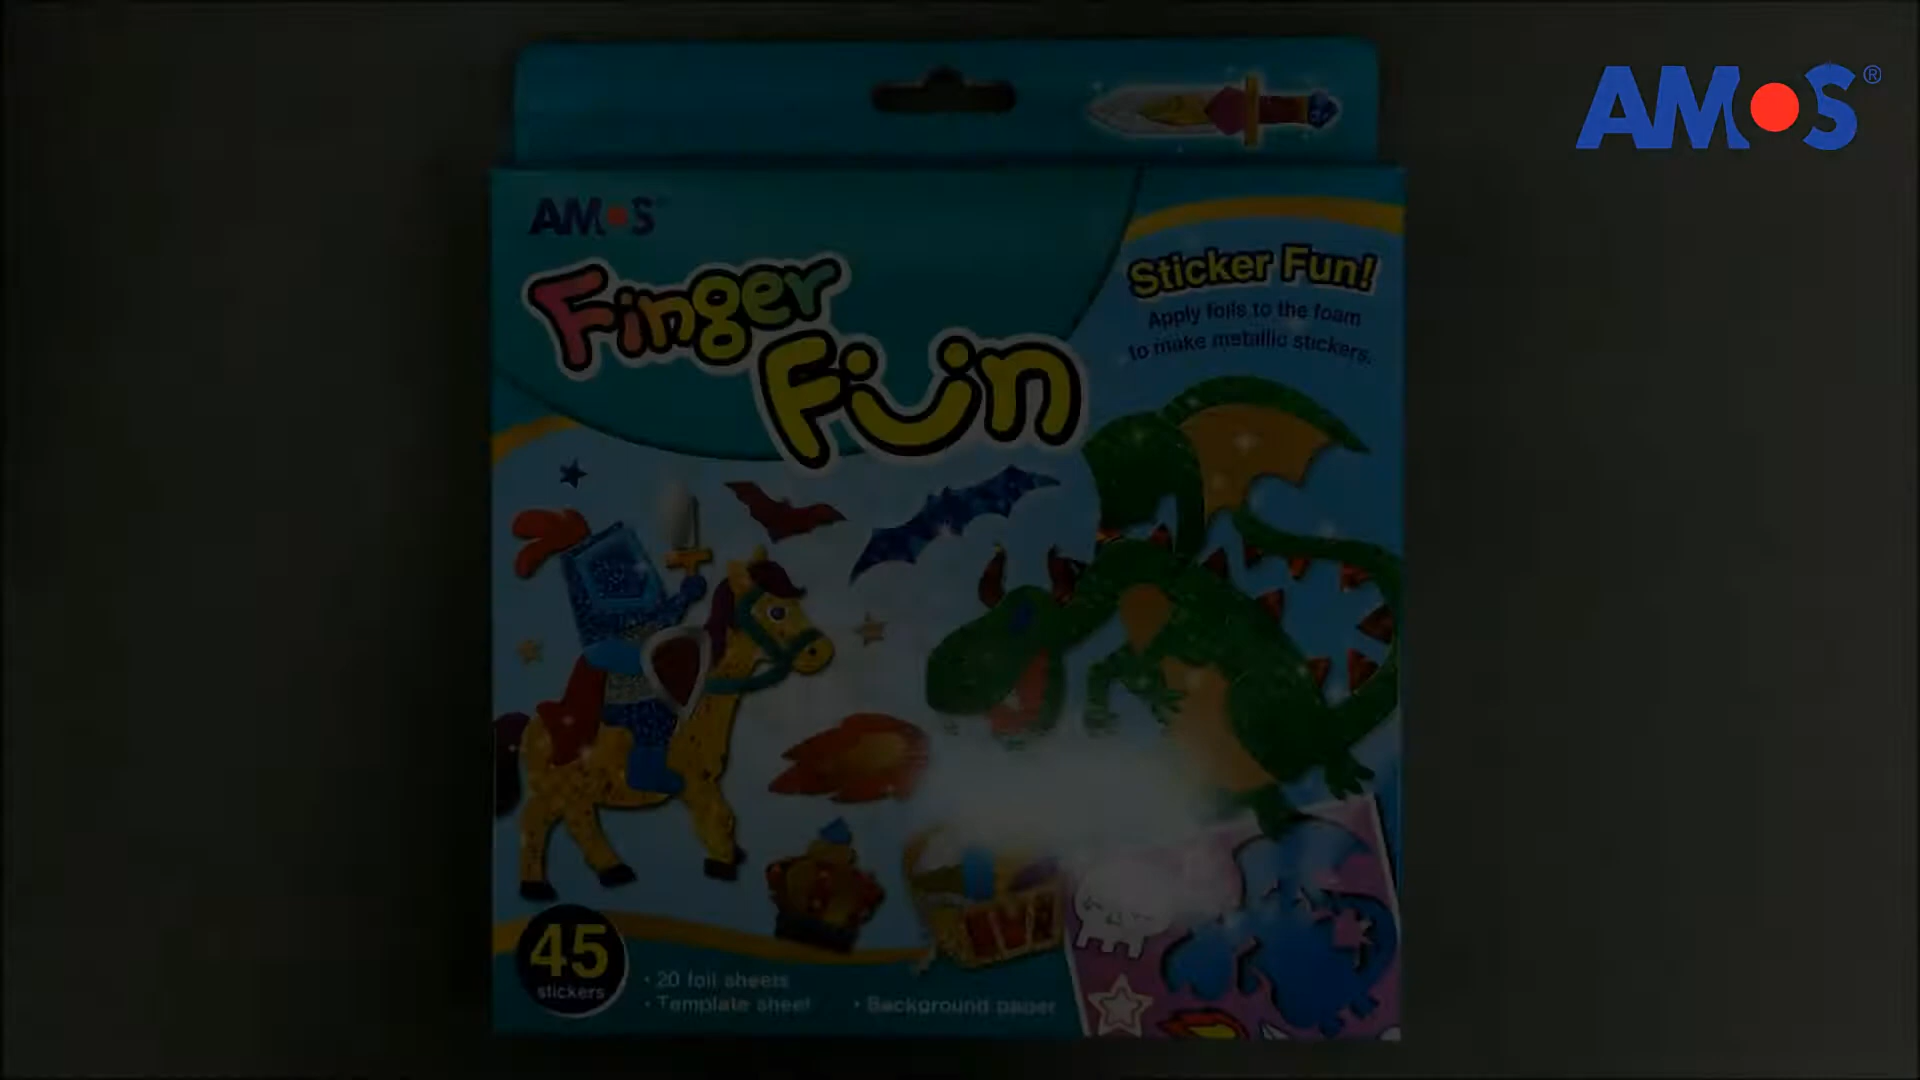 AMOS®
AMOS
Finger
Fun
Sticker Fun!
Apply foils to the foam
to make metallic stickers.
45
stickers
• 20 foil sheets
• Template sheet • Background paper